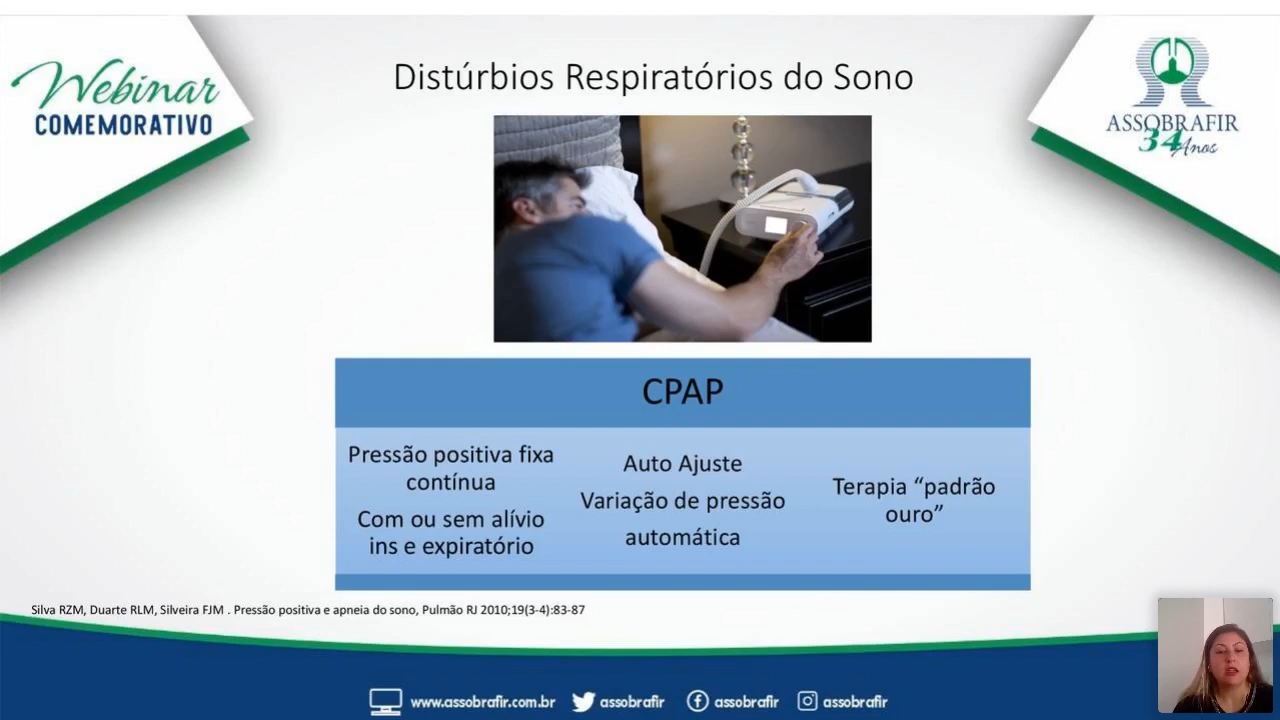 Webinar
COMEMORATIVO
Distúrbios Respiratórios do Sono
ASSOBRAFIR
34 Anos
CPAP
Pressão positiva fixa
contínua
Com ou sem alívio
ins e expiratório
Auto Ajuste
Variação de pressão
automática
Terapia “padrão
ouro”
Silva RZM, Duarte RLM, Silveira FJM . Pressão positiva e apneia do sono, Pulmão RJ 2010;19(3-4):83-87
www.assobrafir.com.br assobrafir assobrafir assobrafir